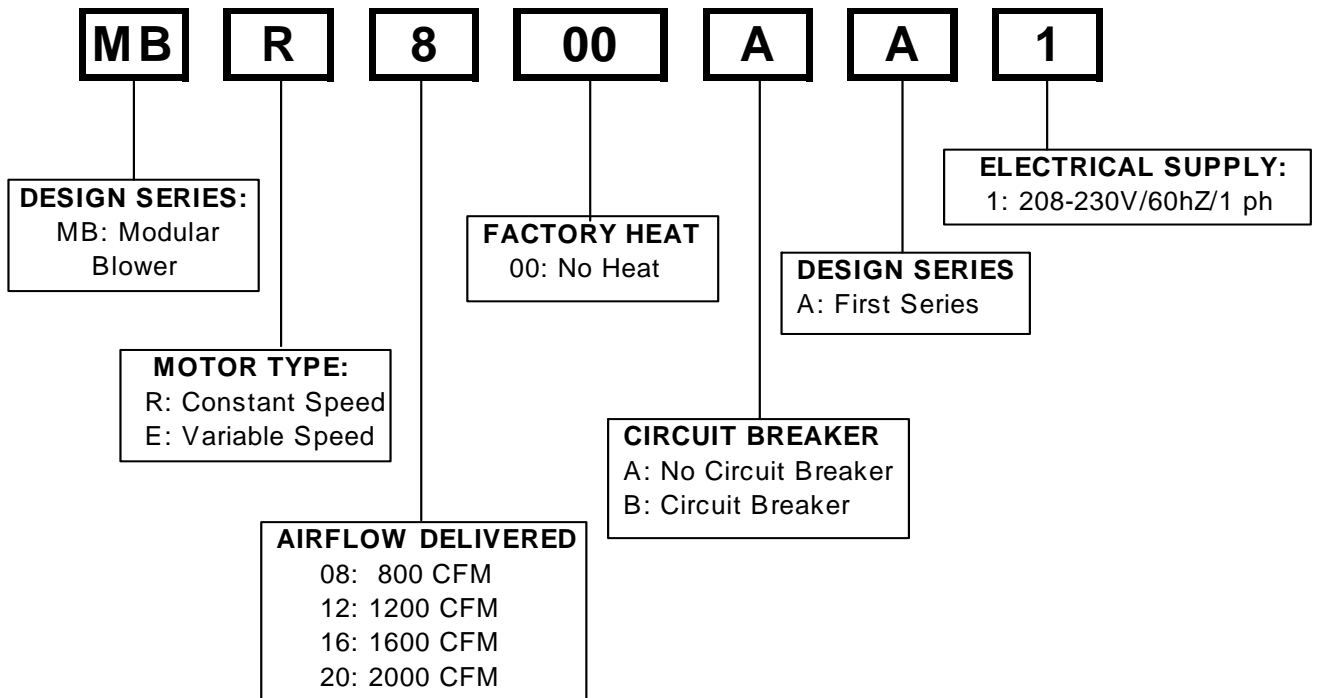 MB R 8 00 A A 1
ELECTRICAL SUPPLY:
1: 208-230V/60hZ/1 ph
DESIGN SERIES:
MB: Modular
Blower
FACTORY HEAT
00: No Heat
DESIGN SERIES
A: First Series
MOTOR TYPE:
R: Constant Speed
E: Variable Speed
CIRCUIT BREAKER
A: No Circuit Breaker
B: Circuit Breaker
AIRFLOW DELIVERED
08: 800 CFM
12: 1200 CFM
16: 1600 CFM
20: 2000 CFM